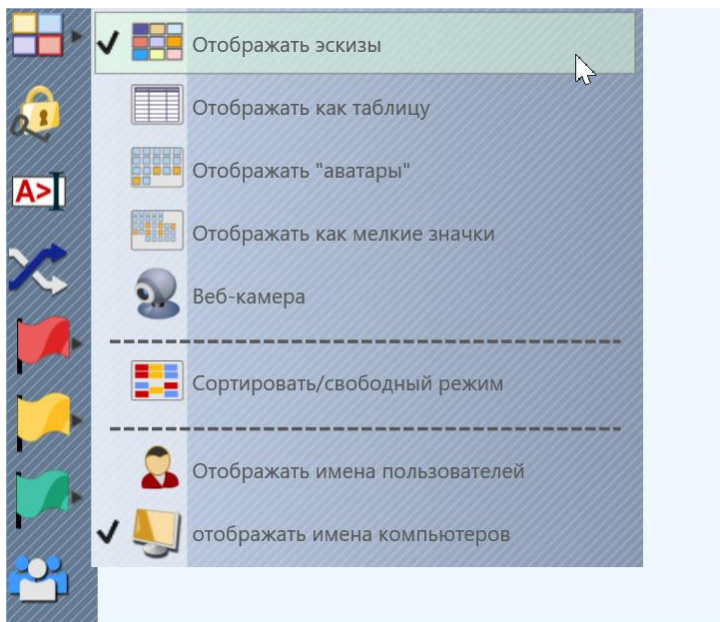 Отображать эскизы
Отображать как таблицу
A>
Отображать "аватары"
Отображать как мелкие значки
Веб-камера
Сортировать/свободный режим
Отображать имена пользователей
отображать имена компьютеров